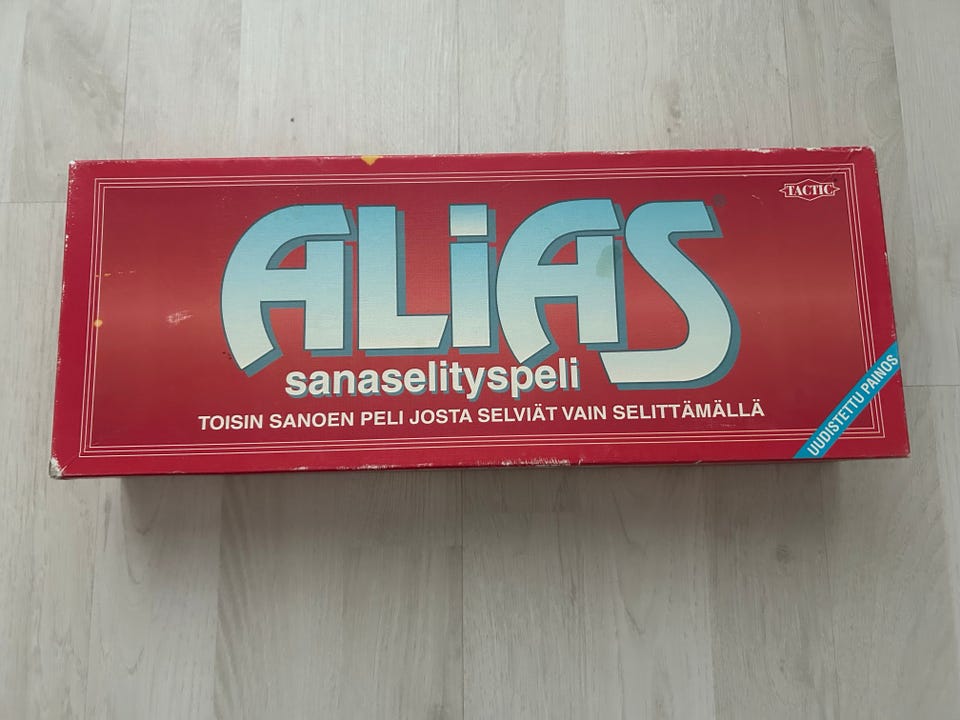 TACTIC
ALiAS®
sanaselityspeli
TOISIN SANOEN PELI JOSTA SELVIÄT VAIN SELITTÄMÄLLÄ
UUDISTETTU PAINOS